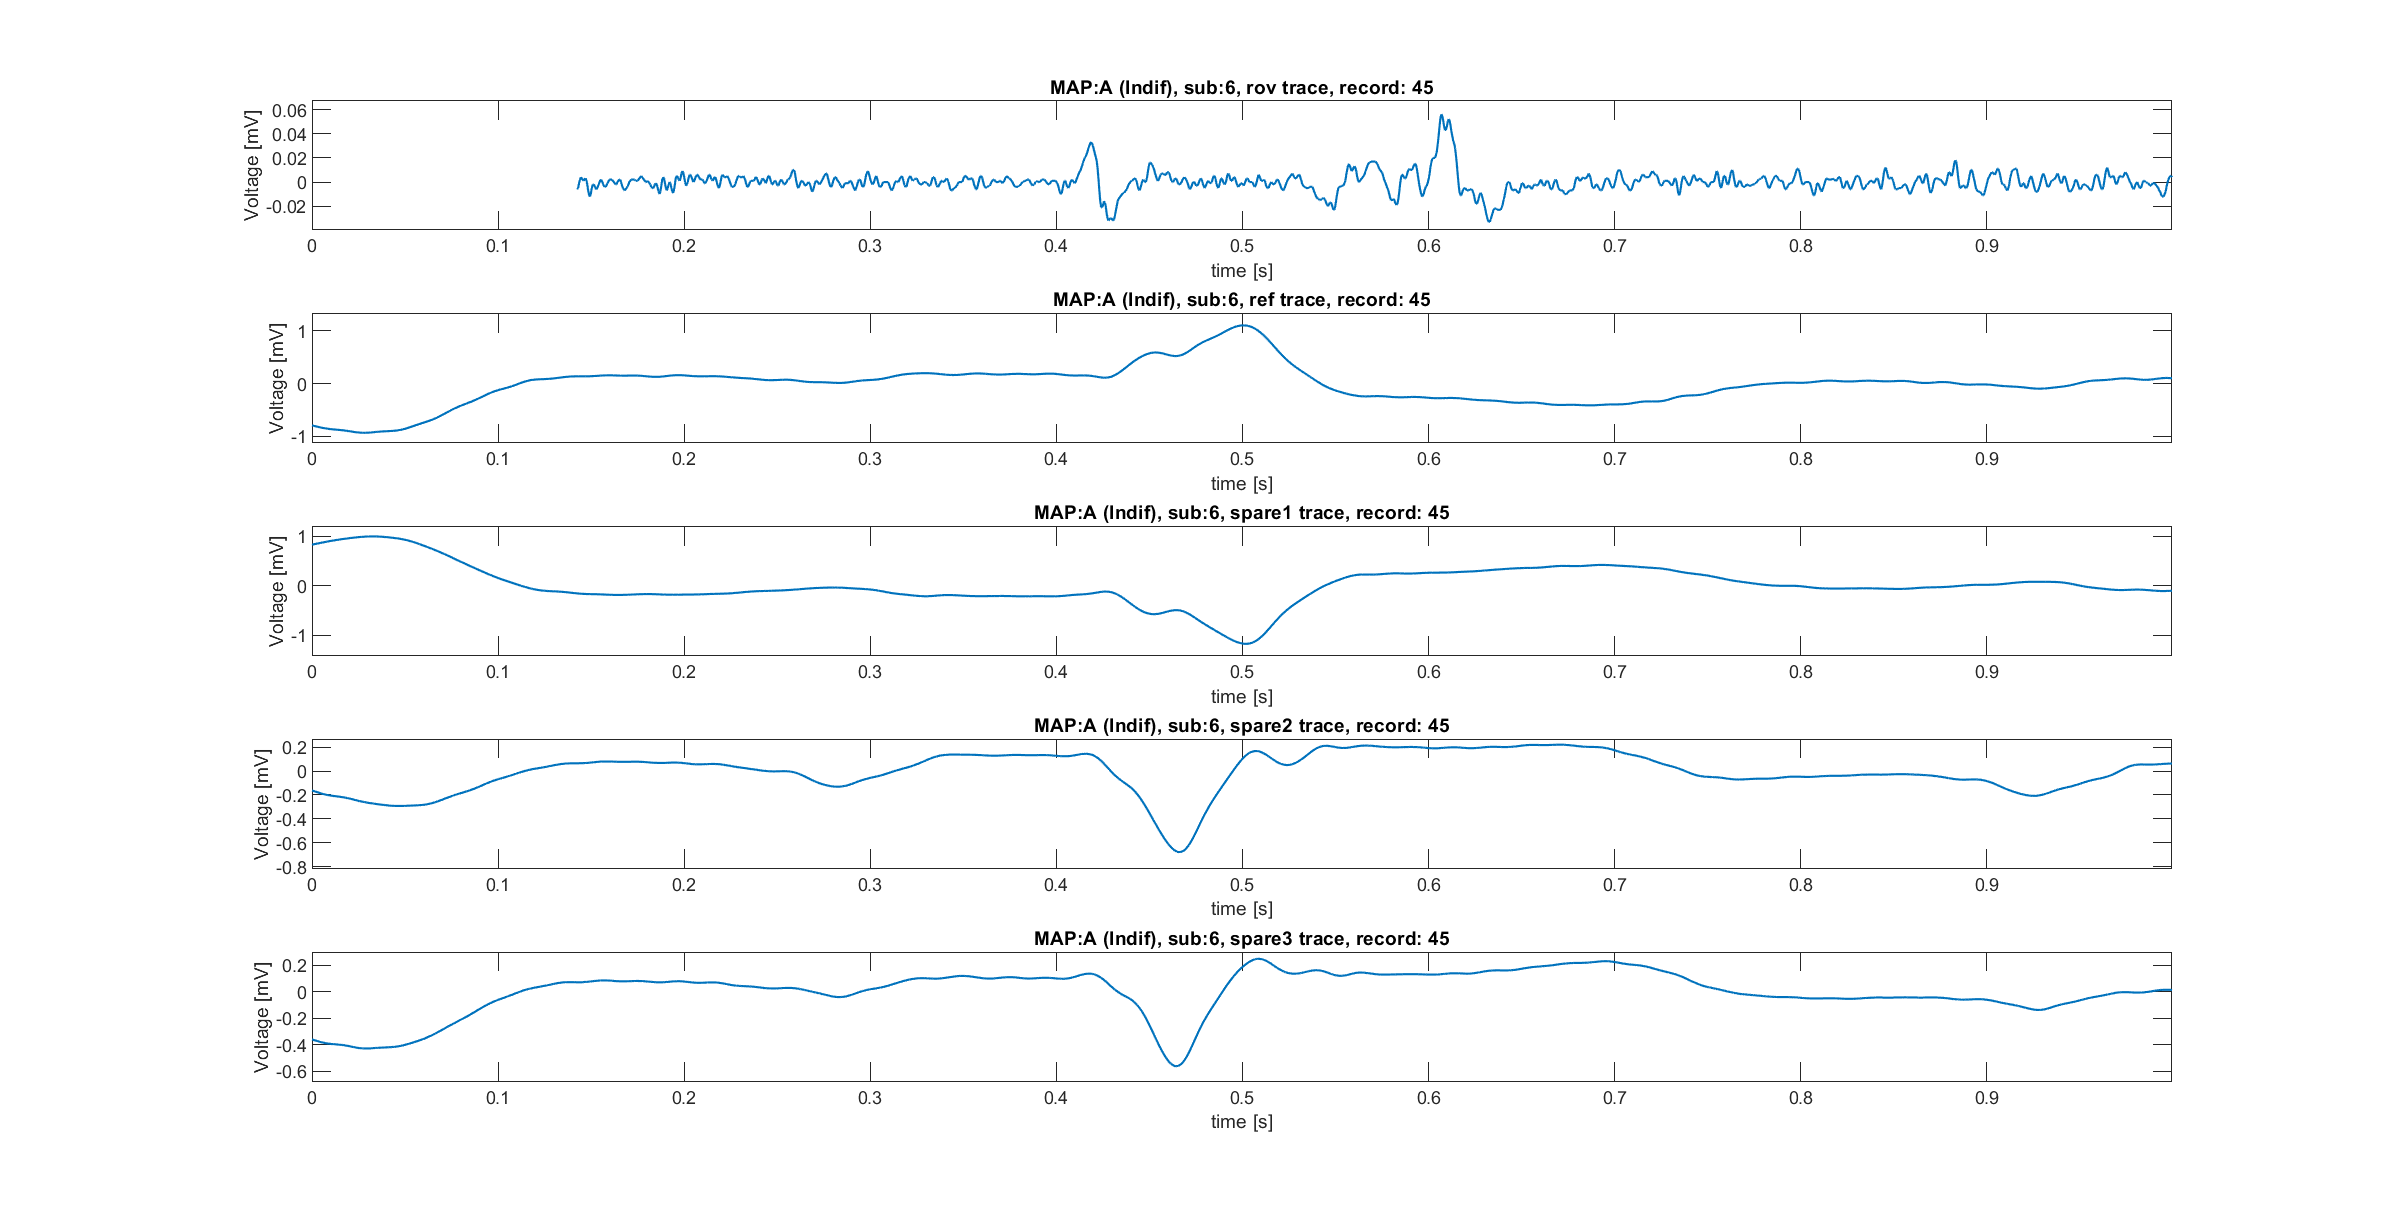 MAP:A (Indif), sub:6, rov trace, record: 45
Voltage [mV]
0.06
0.04
0.02
0
-0.02
0 0.1 0.2 0.3 0.4 0.5 0.6 0.7 0.8 0.9
time [s]
MAP:A (Indif), sub:6, ref trace, record: 45
Voltage [mV]
1
0
-1
0 0.1 0.2 0.3 0.4 0.5 0.6 0.7 0.8 0.9
time [s]
MAP:A (Indif), sub:6, spare1 trace, record: 45
Voltage [mV]
1
0
-1
0 0.1 0.2 0.3 0.4 0.5 0.6 0.7 0.8 0.9
time [s]
MAP:A (Indif), sub:6, spare2 trace, record: 45
Voltage [mV]
0.2
0
-0.2
-0.4
-0.6
-0.8
0 0.1 0.2 0.3 0.4 0.5 0.6 0.7 0.8 0.9
time [s]
MAP:A (Indif), sub:6, spare3 trace, record: 45
Voltage [mV]
0.2
0
-0.2
-0.4
-0.6
0 0.1 0.2 0.3 0.4 0.5 0.6 0.7 0.8 0.9
time [s]